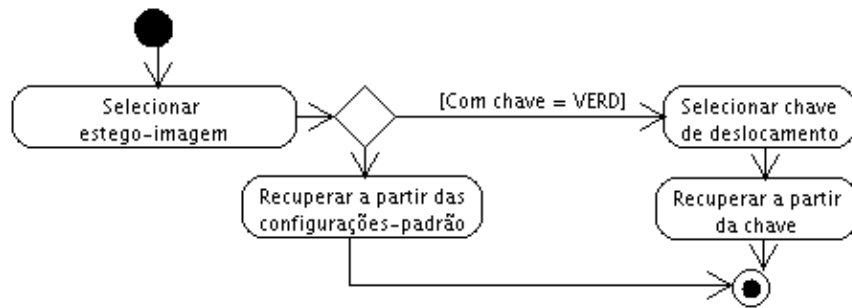 Selecionar
estego-imagem
[Com chave = VERD]
Selecionar chave
de deslocamento
Recuperar a partir das
configurações-padrão
Recuperar a partir
da chave